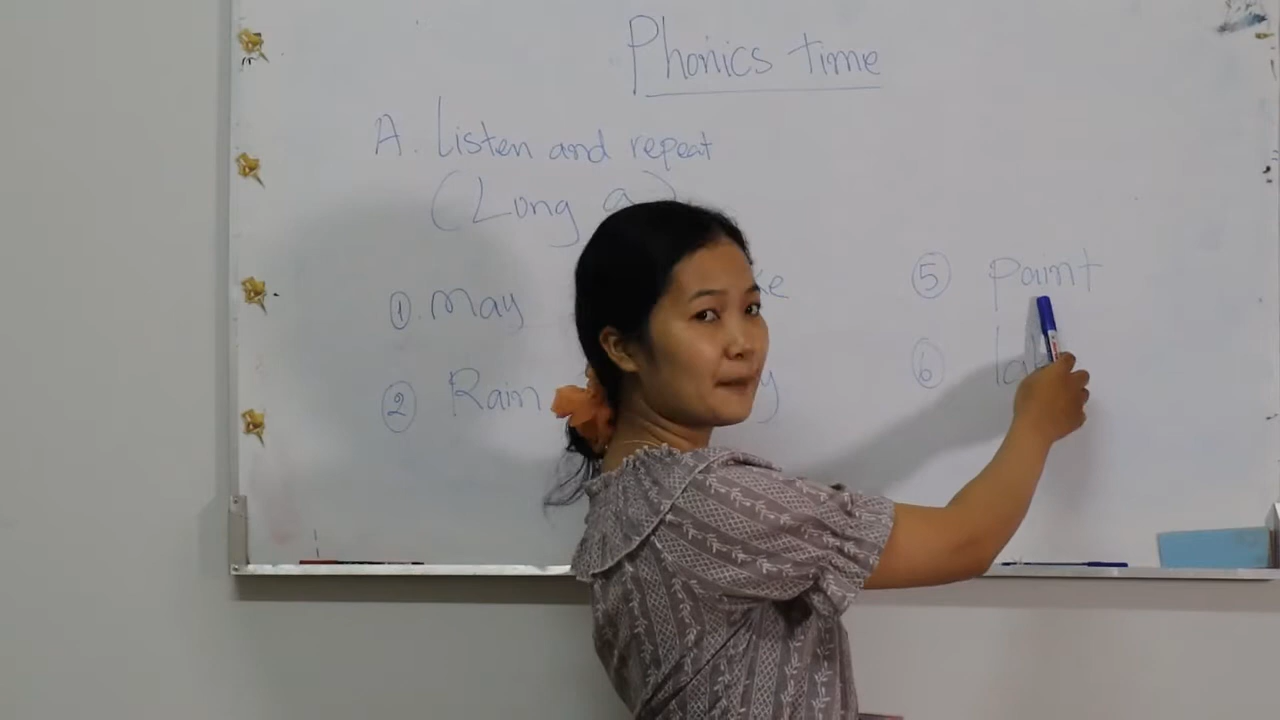 Phonics time
A. Listen and repeat
(Long a)
① May
② Rain
⑤ paint
⑥